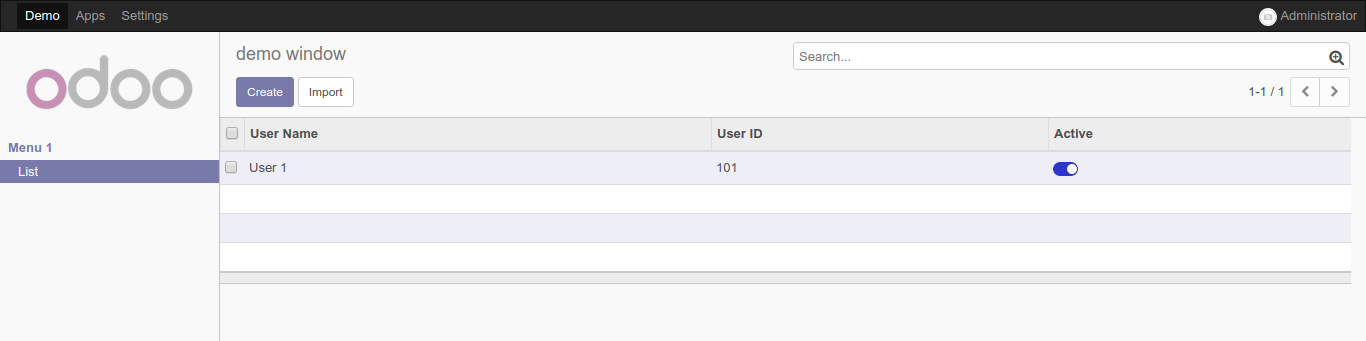 Demo Apps Settings Administrator
odoo
demo window
Search...
Create Import
1-1 / 1
Menu 1
List
User Name User ID Active
User 1 101